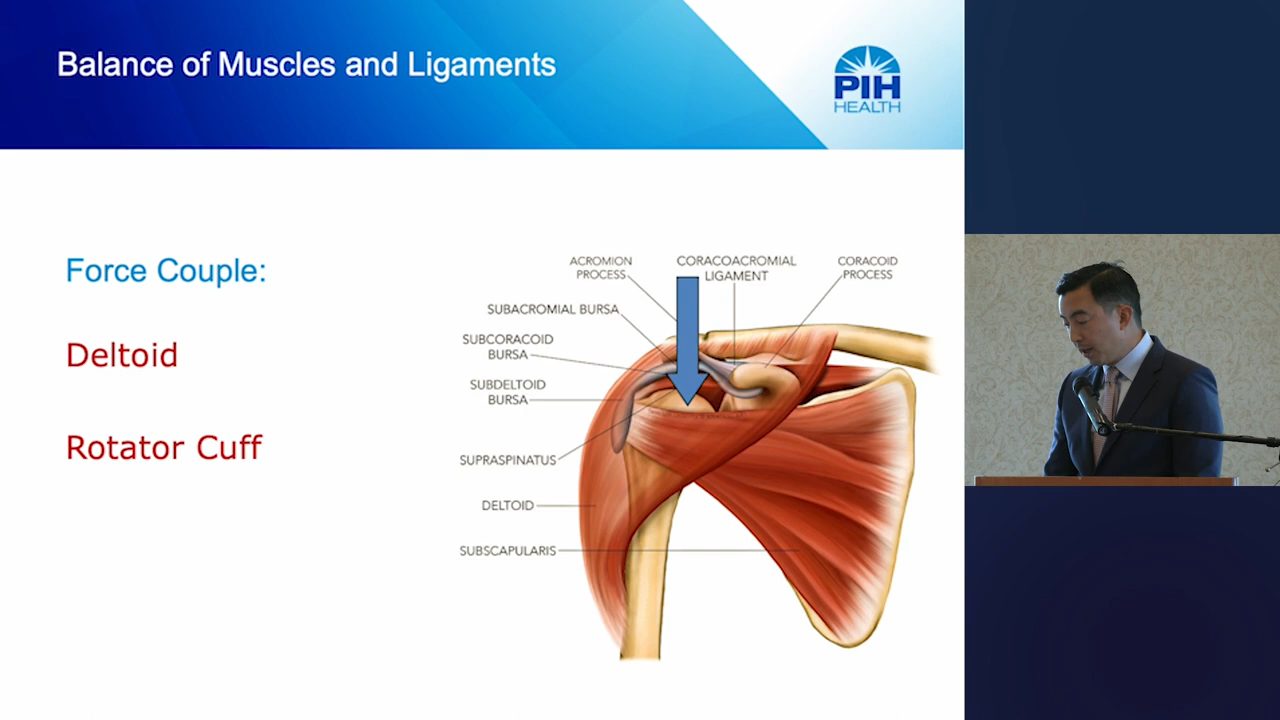 Balance of Muscles and Ligaments
PIH
HEALTH
Force Couple:
Deltoid
Rotator Cuff
ACROMION
PROCESS
CORACOACROMIAL
LIGAMENT
CORACOID
PROCESS
SUBACROMIAL BURSA
SUBCORACOID
BURSA
SUBDELTOID
BURSA
SUPRASPINATUS
DELTOID
SUBSCAPULARIS